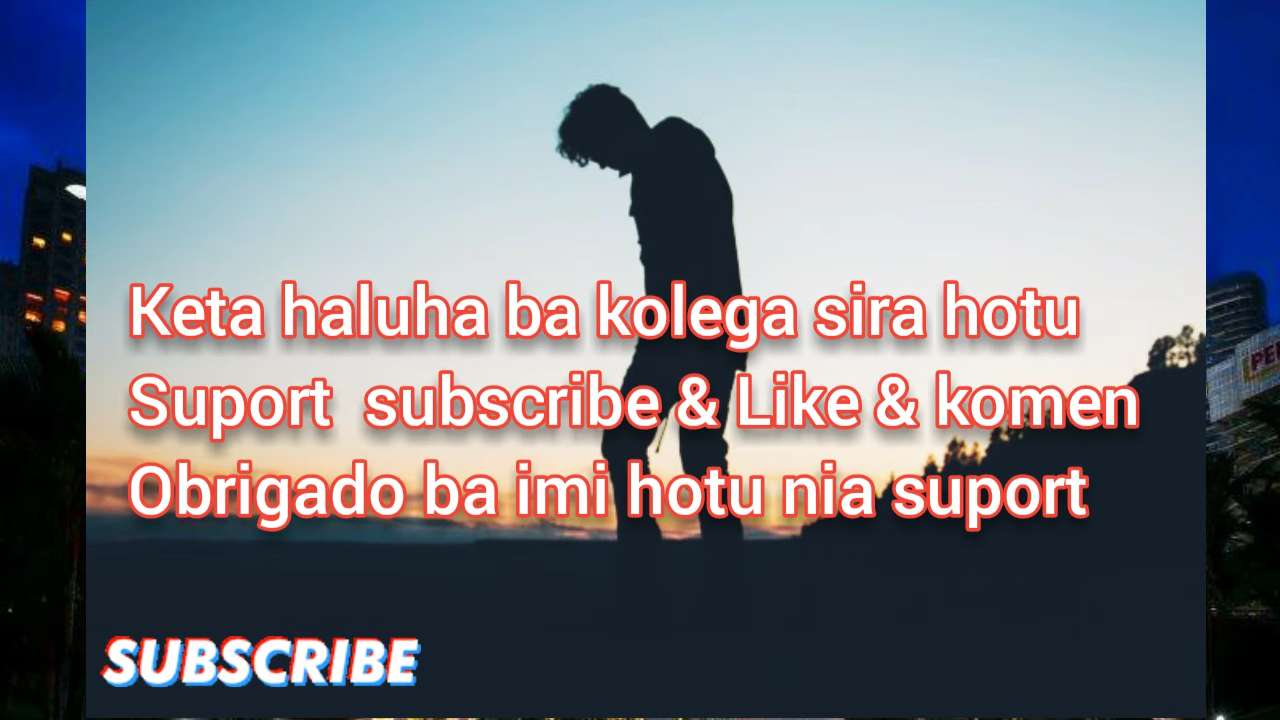 Keta haluha ba kolega sira hotu
Suport subscribe & Like & komen
Obrigado ba imi hotu nia suport
SUBSCRIBE